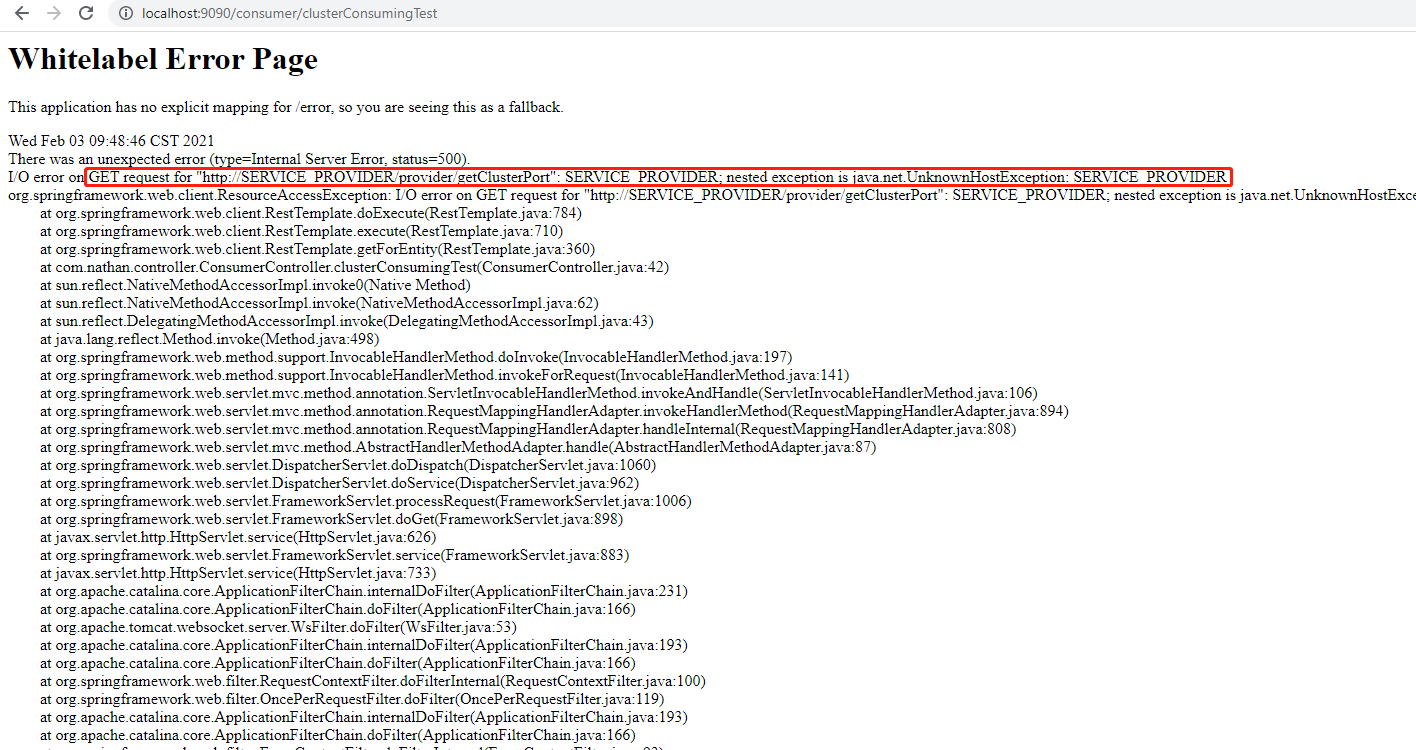 localhost:9090/consumer/clusterConsumingTest
Whitelabel Error Page
This application has no explicit mapping for /error, so you are seeing this as a fallback.
Wed Feb 03 09:48:46 CST 2021
There was an unexpected error (type=Internal Server Error, status=500).
I/O error on GET request for "http://SERVICE_PROVIDER/provider/getClusterPort": SERVICE_PROVIDER; nested exception is java.net.UnknownHostException: SERVICE_PROVIDER
org.springframework.web.client.ResourceAccessException: I/O error on GET request for "http://SERVICE_PROVIDER/provider/getClusterPort": SERVICE_PROVIDER; nested exception is java.net.UnknownHostExce
at org.springframework.web.client.RestTemplate.doExecute(RestTemplate.java:784)
at org.springframework.web.client.RestTemplate.execute(RestTemplate.java:710)
at org.springframework.web.client.RestTemplate.getForEntity(RestTemplate.java:360)
at com.nathan.controller.ConsumerController.clusterConsumingTest(ConsumerController.java:42)
at sun.reflect.NativeMethodAccessorImpl.invoke0(Native Method)
at sun.reflect.NativeMethodAccessorImpl.invoke(NativeMethodAccessorImpl.java:62)
at sun.reflect.DelegatingMethodAccessorImpl.invoke(DelegatingMethodAccessorImpl.java:43)
at java.lang.reflect.Method.invoke(Method.java:498)
at org.springframework.web.method.support.InvocableHandlerMethod.doInvoke(InvocableHandlerMethod.java:197)
at org.springframework.web.method.support.InvocableHandlerMethod.invokeForRequest(InvocableHandlerMethod.java:141)
at org.springframework.web.servlet.mvc.method.annotation.ServletInvocableHandlerMethod.invokeAndHandle(ServletInvocableHandlerMethod.java:106)
at org.springframework.web.servlet.mvc.method.annotation.RequestMappingHandlerAdapter.invokeHandlerMethod(RequestMappingHandlerAdapter.java:894)
at org.springframework.web.servlet.mvc.method.annotation.RequestMappingHandlerAdapter.handleInternal(RequestMappingHandlerAdapter.java:808)
at org.springframework.web.servlet.mvc.method.AbstractHandlerMethodAdapter.handle(AbstractHandlerMethodAdapter.java:87)
at org.springframework.web.servlet.DispatcherServlet.doDispatch(DispatcherServlet.java:1060)
at org.springframework.web.servlet.DispatcherServlet.doService(DispatcherServlet.java:962)
at org.springframework.web.servlet.FrameworkServlet.processRequest(FrameworkServlet.java:1006)
at org.springframework.web.servlet.FrameworkServlet.doGet(FrameworkServlet.java:898)
at javax.servlet.http.HttpServlet.service(HttpServlet.java:626)
at org.springframework.web.servlet.FrameworkServlet.service(FrameworkServlet.java:883)
at javax.servlet.http.HttpServlet.service(HttpServlet.java:733)
at org.apache.catalina.core.ApplicationFilterChain.internalDoFilter(ApplicationFilterChain.java:231)
at org.apache.catalina.core.ApplicationFilterChain.doFilter(ApplicationFilterChain.java:166)
at org.apache.tomcat.websocket.server.WsFilter.doFilter(WsFilter.java:53)
at org.apache.catalina.core.ApplicationFilterChain.internalDoFilter(ApplicationFilterChain.java:193)
at org.apache.catalina.core.ApplicationFilterChain.doFilter(ApplicationFilterChain.java:166)
at org.springframework.web.filter.RequestContextFilter.doFilterInternal(RequestContextFilter.java:100)
at org.springframework.web.filter.OncePerRequestFilter.doFilter(OncePerRequestFilter.java:119)
at org.apache.catalina.core.ApplicationFilterChain.internalDoFilter(ApplicationFilterChain.java:193)
at org.apache.catalina.core.ApplicationFilterChain.doFilter(ApplicationFilterChain.java:166)